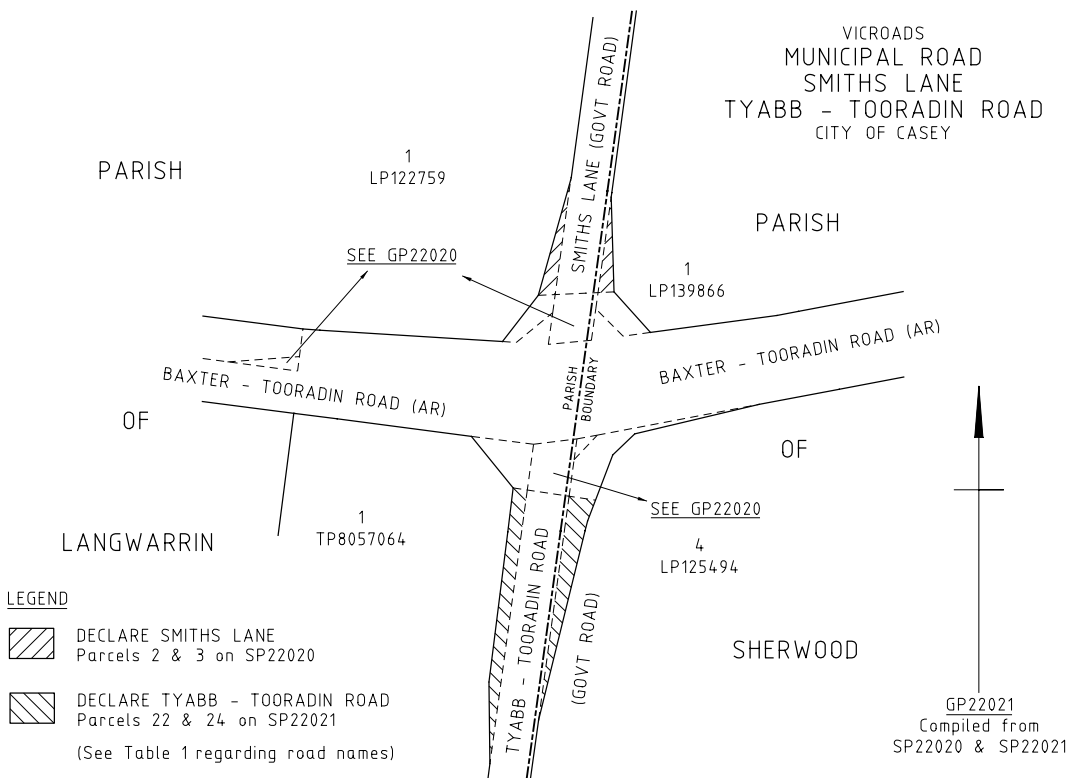 VICROADS
MUNICIPAL ROAD
SMITHS LANE
TYABB - TOORADIN ROAD
CITY OF CASEY
PARISH
1
LP122759
SMITHS LANE (GOVT ROAD)
PARISH
SEE GP22020
1
LP139866
BAXTER - TOORADIN ROAD (AR)
BAXTER - TOORADIN ROAD (AR)
PARISH
BOUNDARY
OF
OF
SEE GP22020
LANGWARRIN
1
TP8057064
4
LP125494
TYABB - TOORADIN ROAD
(GOVT ROAD)
SHERWOOD
LEGEND
DECLARE SMITHS LANE
Parcels 2 & 3 on SP22020
DECLARE TYABB - TOORADIN ROAD
Parcels 22 & 24 on SP22021
(See Table 1 regarding road names)
GP22021
Compiled from
SP22020 & SP22021